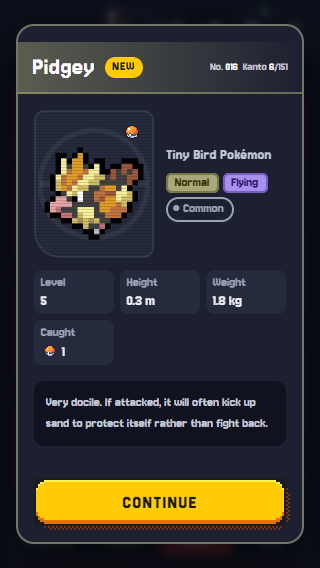 Pidgey NEW No. 016 Kanto 6/151
Tiny Bird Pokémon
Normal Flying
Common
Level Height Weight
5 0.3 m 1.8 kg
Caught
1
Very docile. If attacked, it will often kick up
sand to protect itself rather than fight back.
CONTINUE